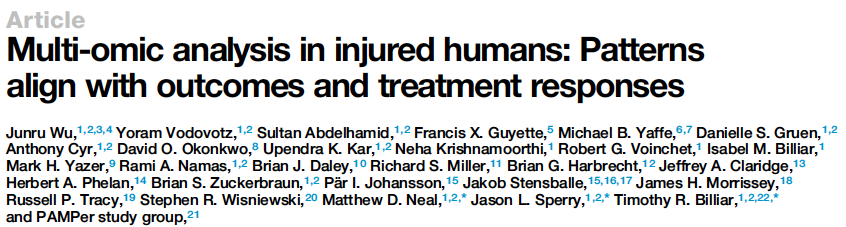 Article
Multi-omic analysis in injured humans: Patterns
align with outcomes and treatment responses
Junru Wu,1,2,3,4 Yoram Vodovotz,1,2 Sultan Abdelhamid,1,2 Francis X. Guyette,5 Michael B. Yaffe,6,7 Danielle S. Gruen,1,2
Anthony Cyr,1,2 David O. Okonkwo,8 Upendra K. Kar,1,2 Neha Krishnamoorthi,1 Robert G. Voinchet,1 Isabel M. Billiar,1
Mark H. Yazer,9 Rami A. Namas,1,2 Brian J. Daley,10 Richard S. Miller,11 Brian G. Harbrecht,12 Jeffrey A. Claridge,13
Herbert A. Phelan,14 Brian S. Zuckerbraun,1,2 Pär I. Johansson,15 Jakob Stensballe,15,16,17 James H. Morrissey,18
Russell P. Tracy,19 Stephen R. Wisniewski,20 Matthew D. Neal,1,2,* Jason L. Sperry,1,2,* Timothy R. Billiar,1,2,22,*
and PAMPer study group,21